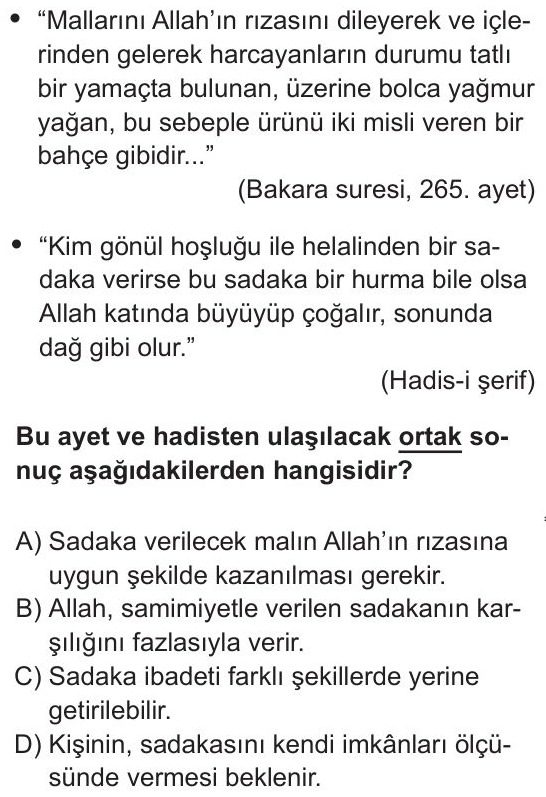 • “Mallarını Allah’ın rızasını dileyerek ve içle-
rinden gelerek harcayanların durumu tatlı
bir yamaçta bulunan, üzerine bolca yağmur
yağan, bu sebeple ürünü iki misli veren bir
bahçe gibidir...”
(Bakara suresi, 265. ayet)
• “Kim gönül hoşluğu ile helalinden bir sa-
daka verirse bu sadaka bir hurma bile olsa
Allah katında büyüyüp çoğalır, sonunda
dağ gibi olur.”
(Hadis-i şerif)
Bu ayet ve hadisten ulaşılacak ortak so-
nuç aşağıdakilerden hangisidir?
A) Sadaka verilecek malın Allah’ın rızasına
uygun şekilde kazanılması gerekir.
B) Allah, samimiyetle verilen sadakanın kar-
şılığını fazlasıyla verir.
C) Sadaka ibadeti farklı şekillerde yerine
getirilebilir.
D) Kişinin, sadakasını kendi imkânları ölçü-
sünde vermesi beklenir.